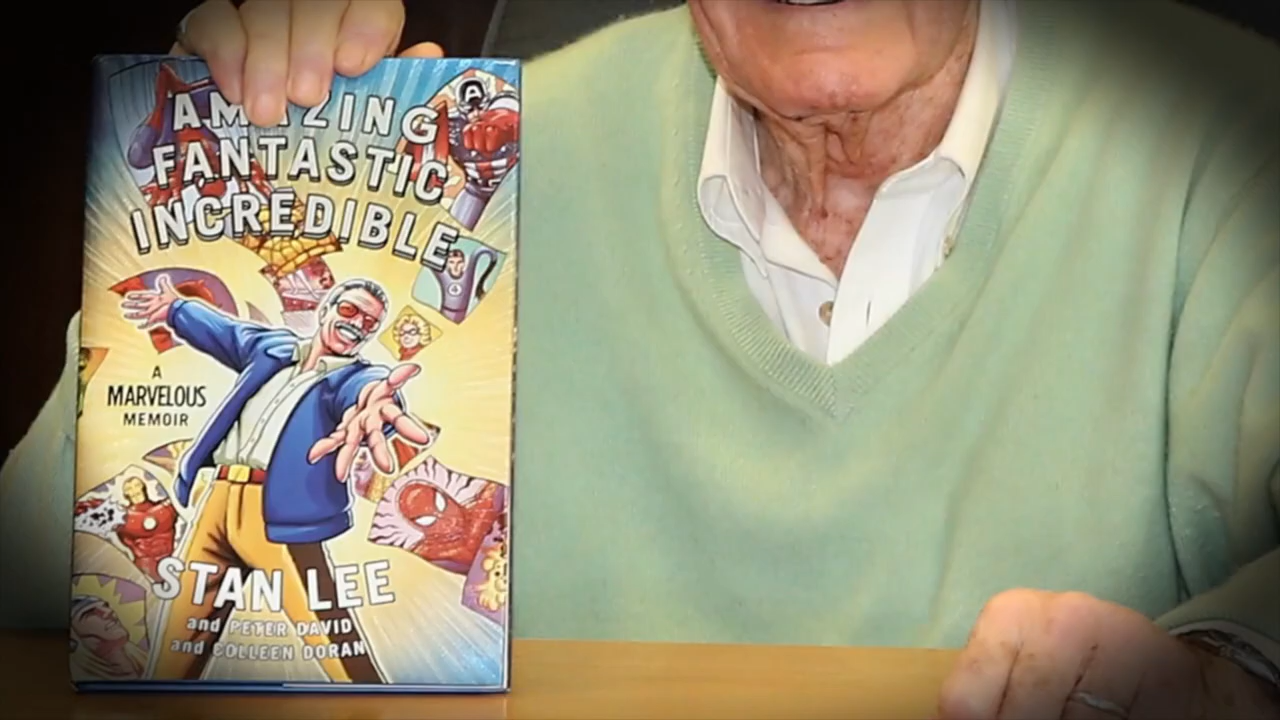 AMAZING
FANTASTIC
INCREDIBLE
A
MARVELOUS
MEMOIR
STAN LEE
and PETER DAVID
and COLLEEN DORAN